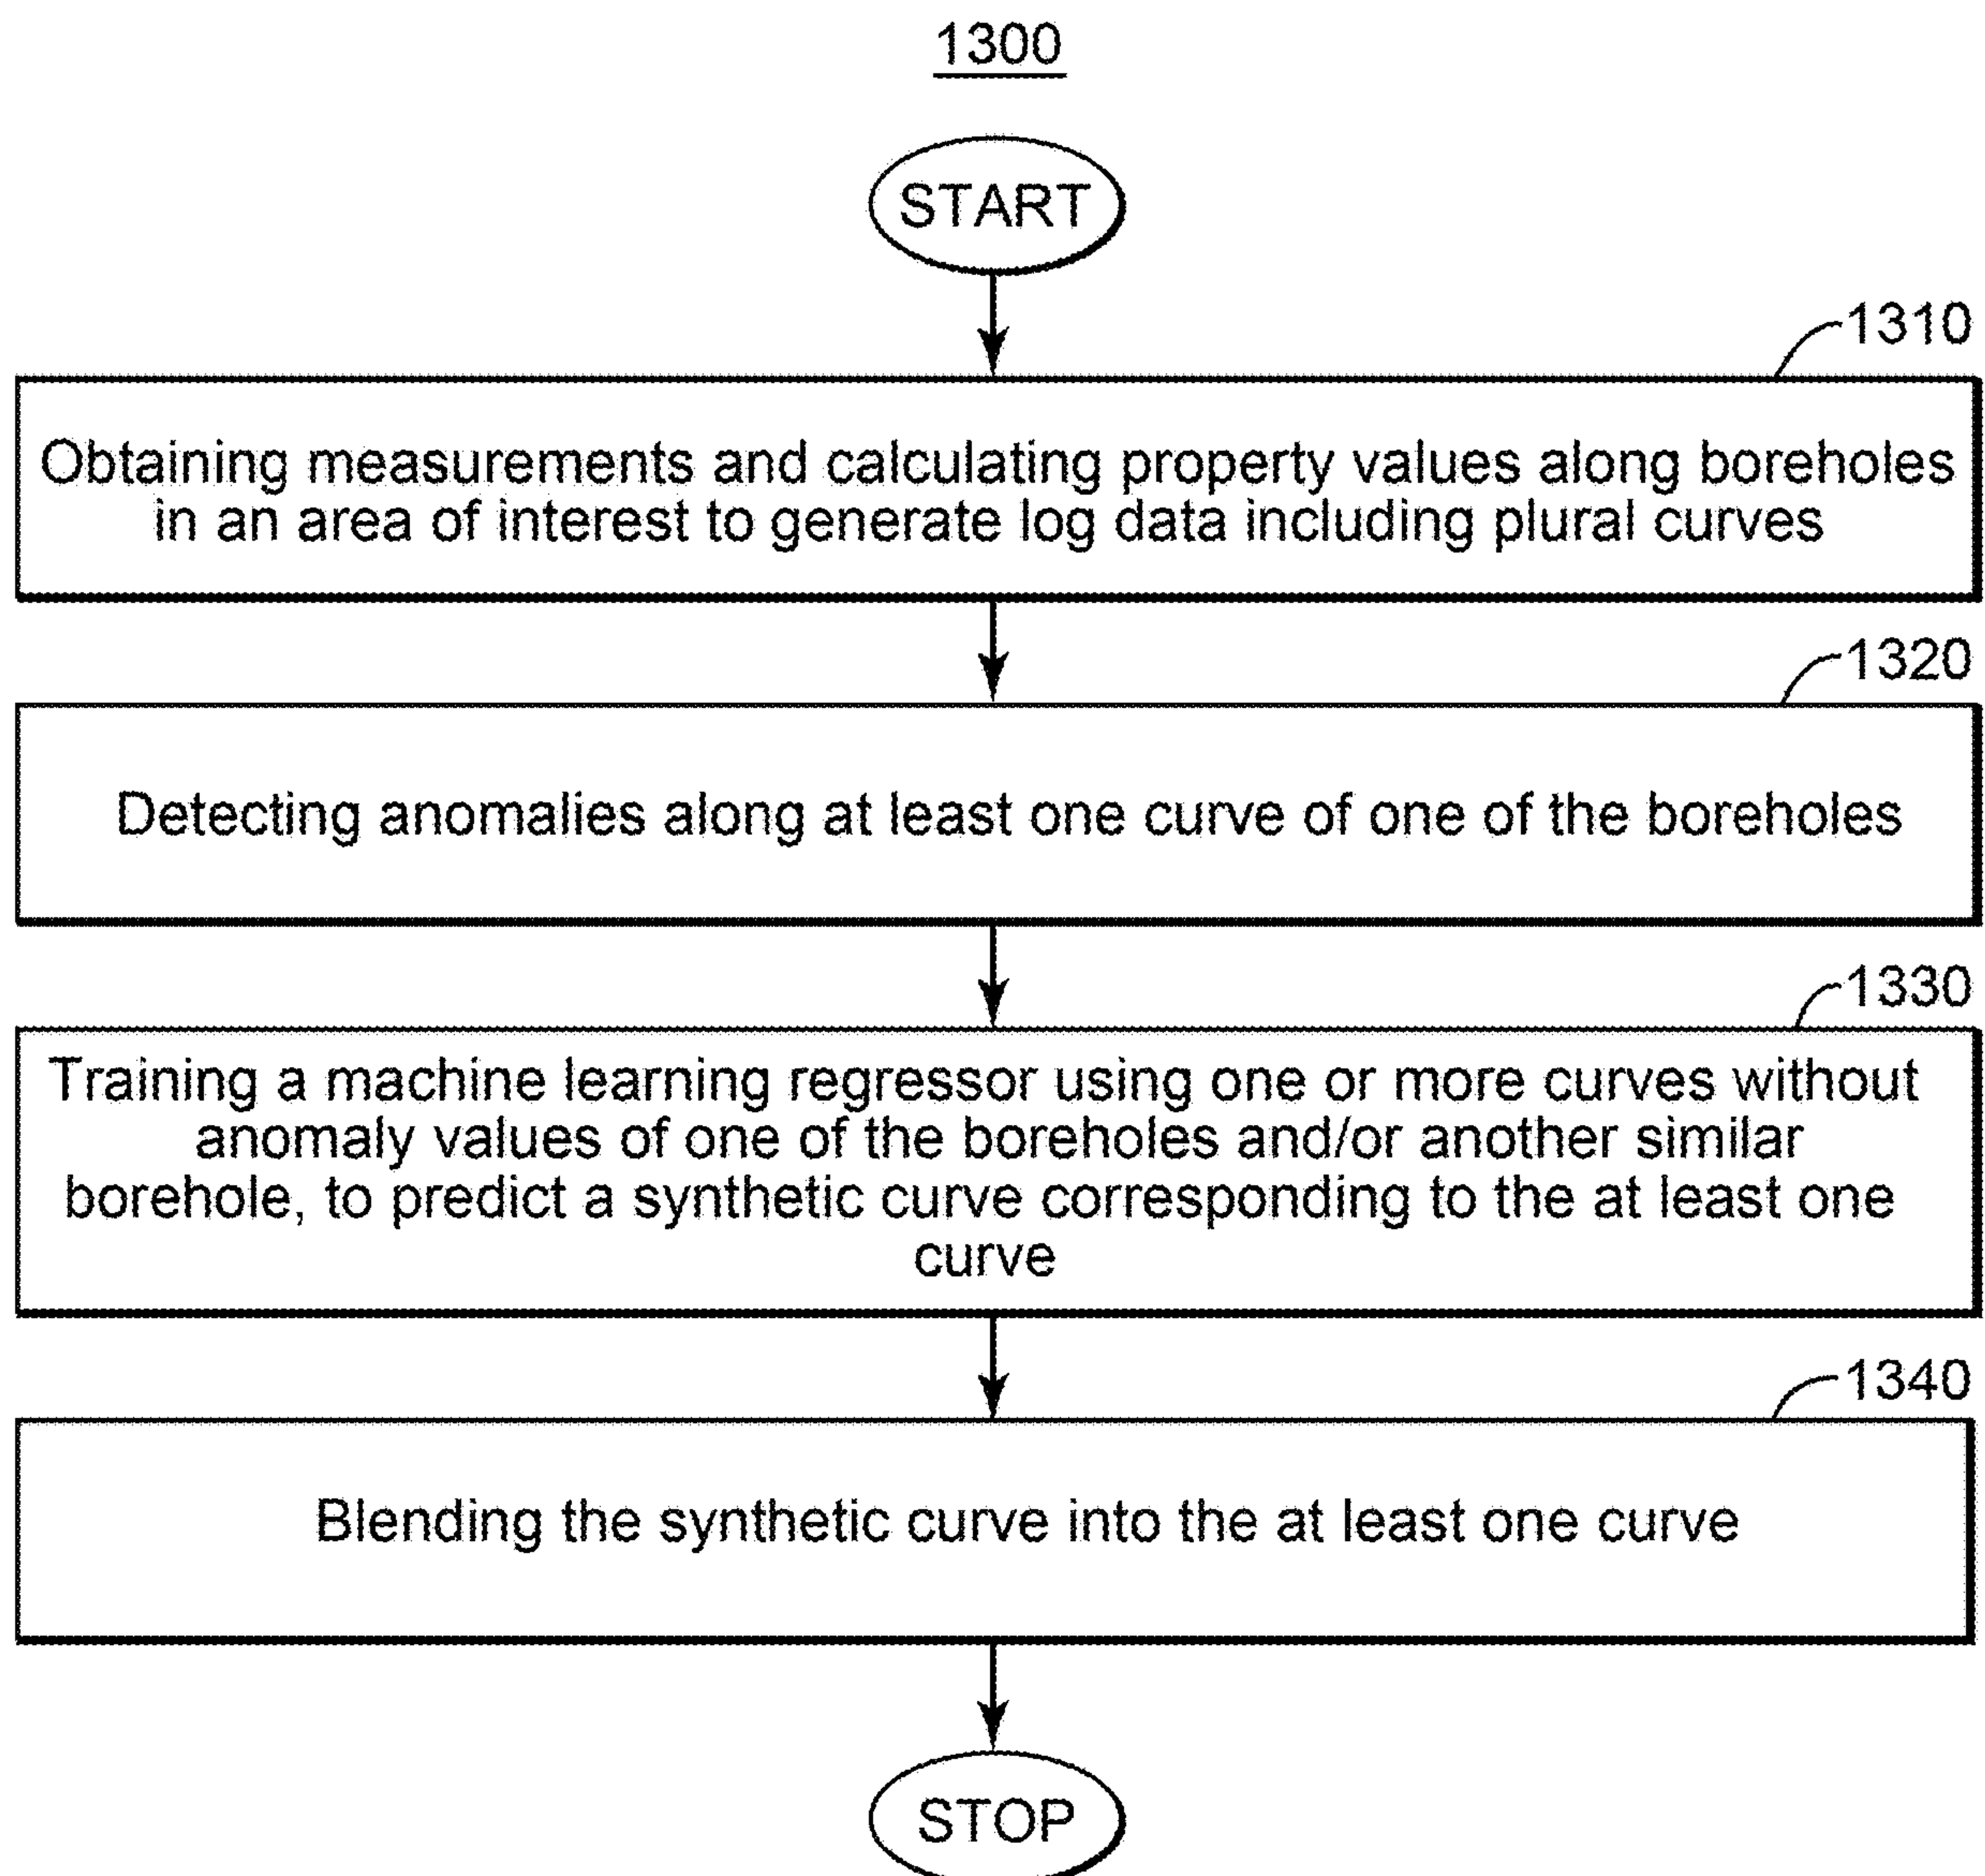 1300
START
1310
Obtaining measurements and calculating property values along boreholes
in an area of interest to generate log data including plural curves
1320
Detecting anomalies along at least one curve of one of the boreholes
1330
Training a machine learning regressor using one or more curves without
anomaly values of one of the boreholes and/or another similar
borehole, to predict a synthetic curve corresponding to the at least one
curve
1340
Blending the synthetic curve into the at least one curve
STOP